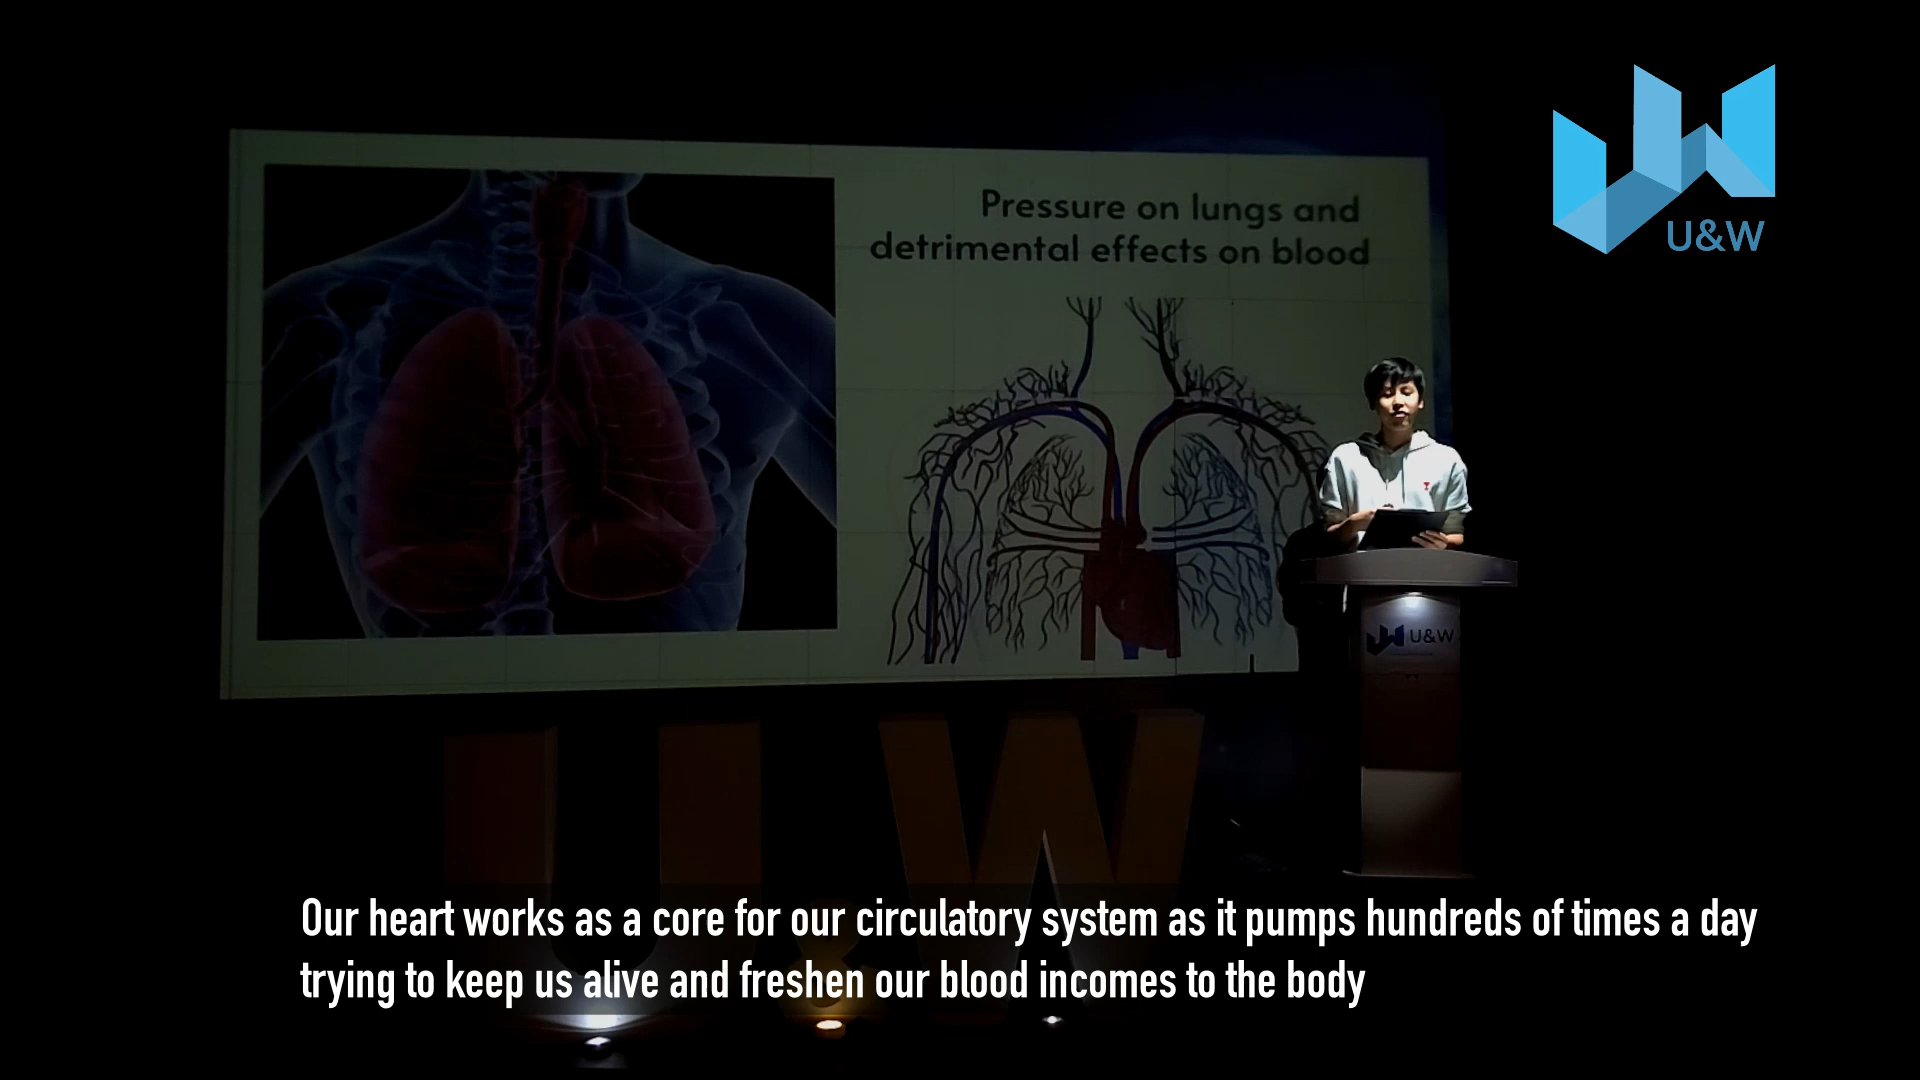 Pressure on lungs and
detrimental effects on blood
U&W
U&W
U&W
Our heart works as a core for our circulatory system as it pumps hundreds of times a day
trying to keep us alive and freshen our blood incomes to the body